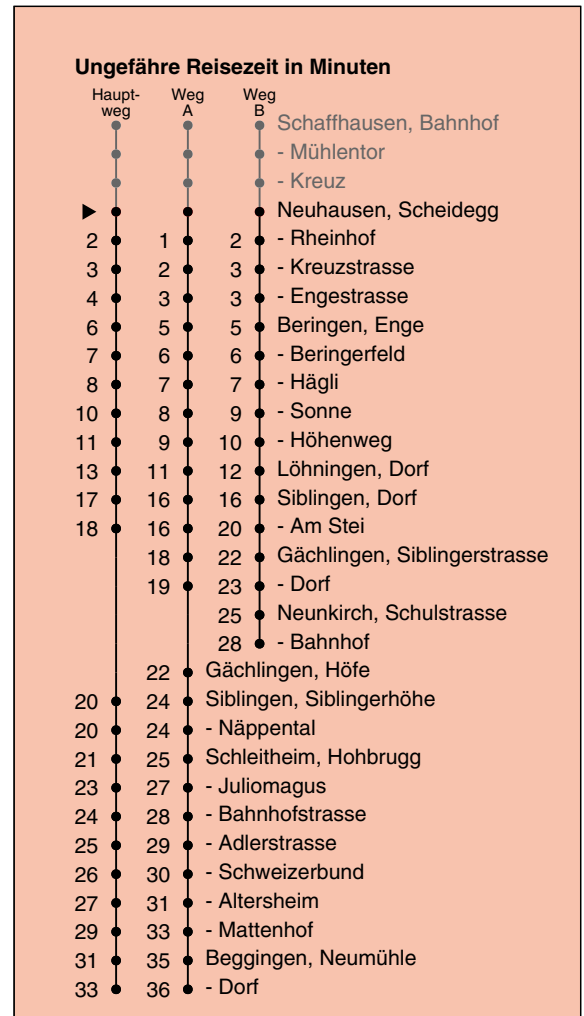 Ungefähre Reisezeit in Minuten
Haupt- Weg Weg
weg A B
Schaffhausen, Bahnhof
- Mühlentor
- Kreuz
Neuhausen, Scheidegg
2 1 2 - Rheinhof
3 2 3 - Kreuzstrasse
4 3 3 - Engestrasse
6 5 5 Beringen, Enge
7 6 6 - Beringerfeld
8 7 7 - Hägli
10 8 9 - Sonne
11 9 10 - Höhenweg
13 11 12 Löhningen, Dorf
17 16 16 Siblingen, Dorf
18 16 20 - Am Stei
18 22 Gächlingen, Siblingerstrasse
19 23 - Dorf
25 Neunkirch, Schulstrasse
28 - Bahnhof
22 Gächlingen, Höfe
20 24 Siblingen, Siblingerhöhe
20 24 - Näppental
21 25 Schleitheim, Hohbrugg
23 27 - Juliomagus
24 28 - Bahnhofstrasse
25 29 - Adlerstrasse
26 30 - Schweizerbund
27 31 - Altersheim
29 33 - Mattenhof
31 35 Beggingen, Neumühle
33 36 - Dorf